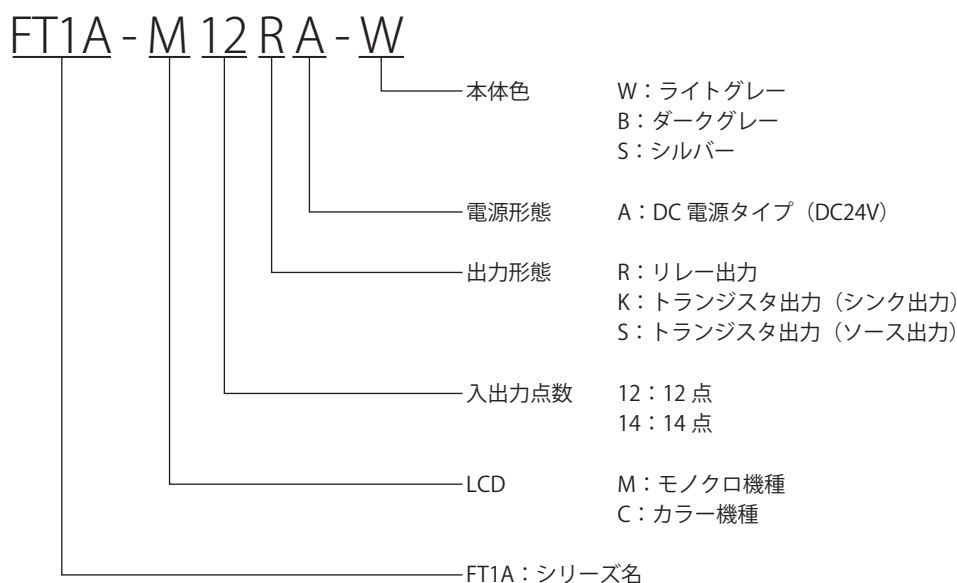 FT1A - M 12 R A - W
本体色 W：ライトグレー
B：ダークグレー
S：シルバー
電源形態 A：DC 電源タイプ（DC24V）
出力形態 R：リレー出力
K：トランジスタ出力（シンク出力）
S：トランジスタ出力（ソース出力）
入出力点数 12：12 点
14：14 点
LCD M：モノクロ機種
C：カラー機種
FT1A：シリーズ名